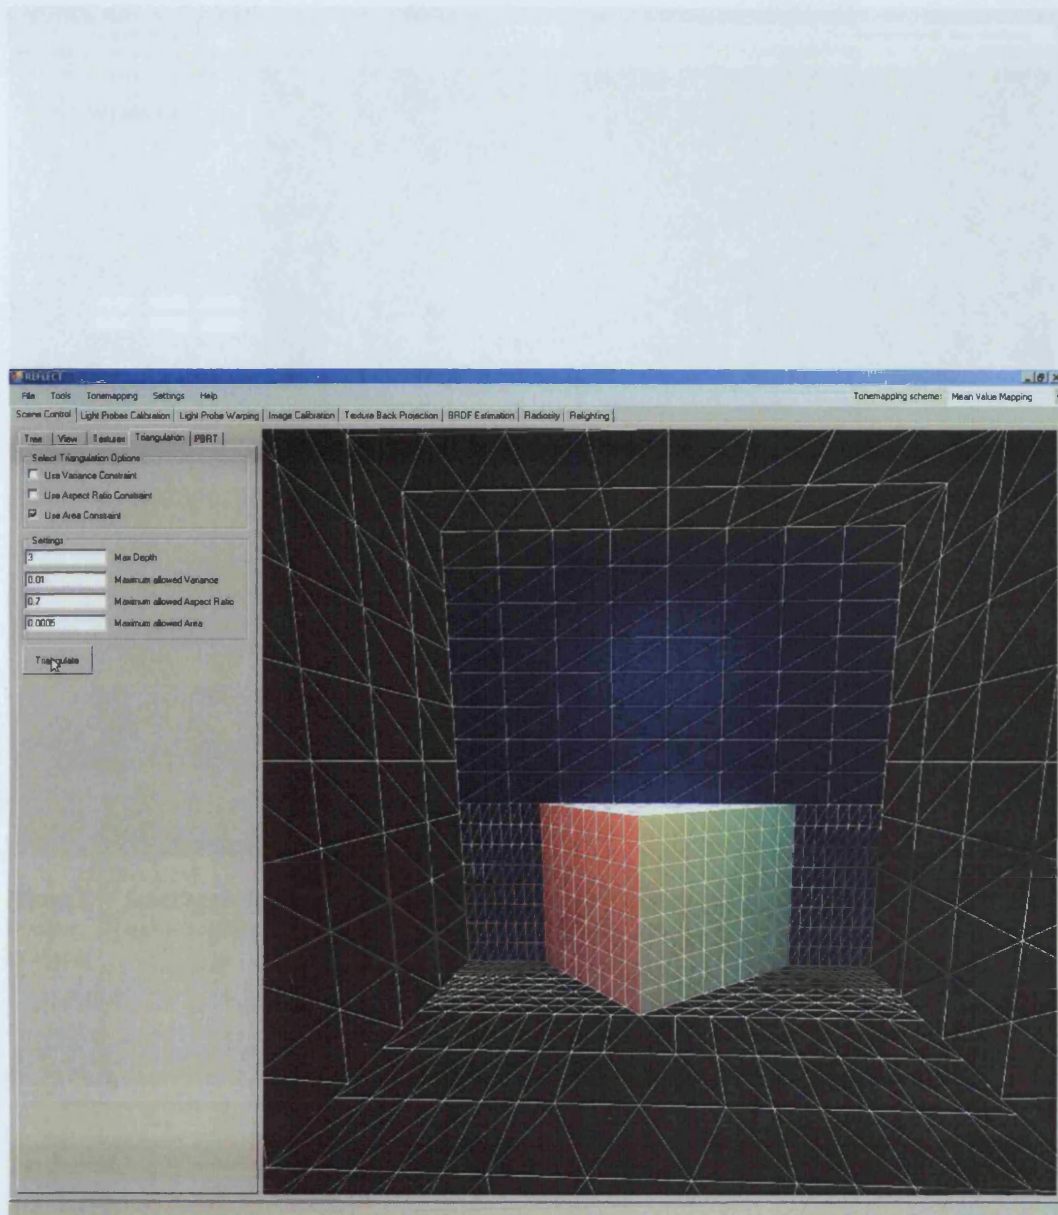 REFLECT
File Tools Tonemapping Settings Help
Tonemapping scheme: Mean Value Mapping
Scene Control Light Probes Calibration Light Probe Warping Image Calibration Texture Back Projection BRDF Estimation Radiosity Relighting
Tree View Textures Triangulation PBRT
Select Triangulation Options
Use Variance Constraint
Use Aspect Ratio Constraint
Use Area Constraint
Settings
3 Max Depth
0.01 Maximum allowed Variance
0.7 Maximum allowed Aspect Ratio
0.0005 Maximum allowed Area
Triangulate